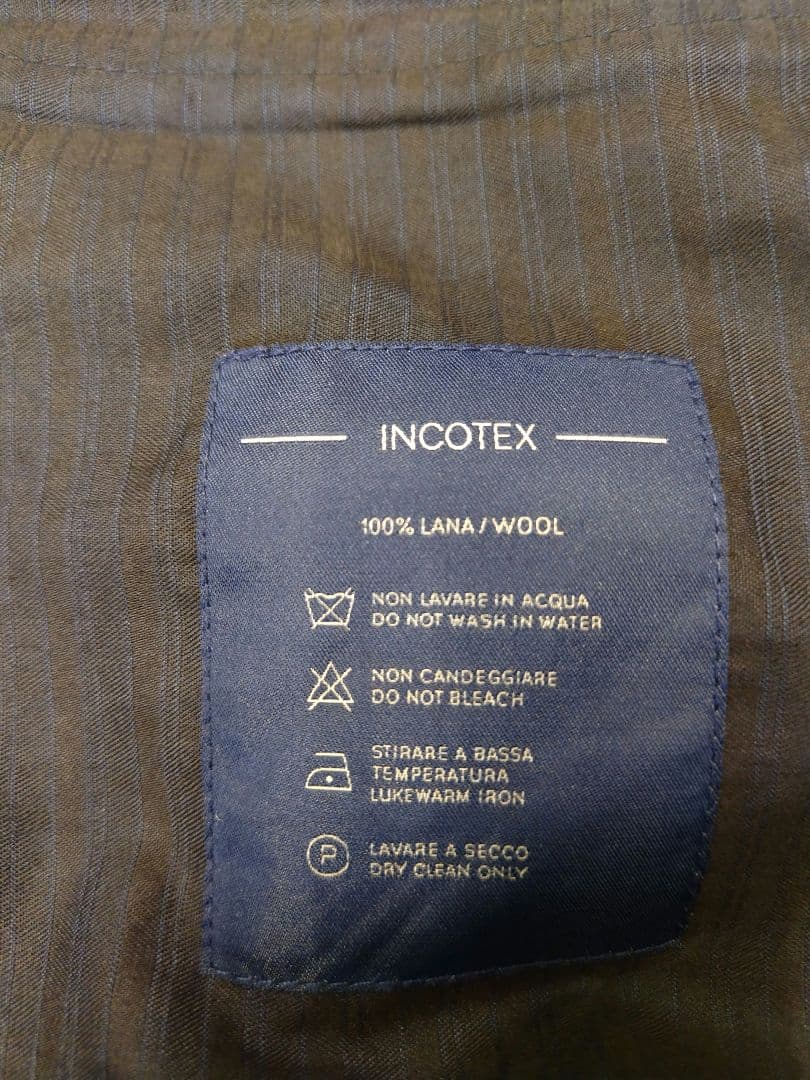 INCOTEX
100% LANA / WOOL
NON LAVARE IN ACQUA
DO NOT WASH IN WATER
NON CANDEGGIARE
DO NOT BLEACH
STIRARE A BASSA
TEMPERATURA
LUKEWARM IRON
P
LAVARE A SECCO
DRY CLEAN ONLY